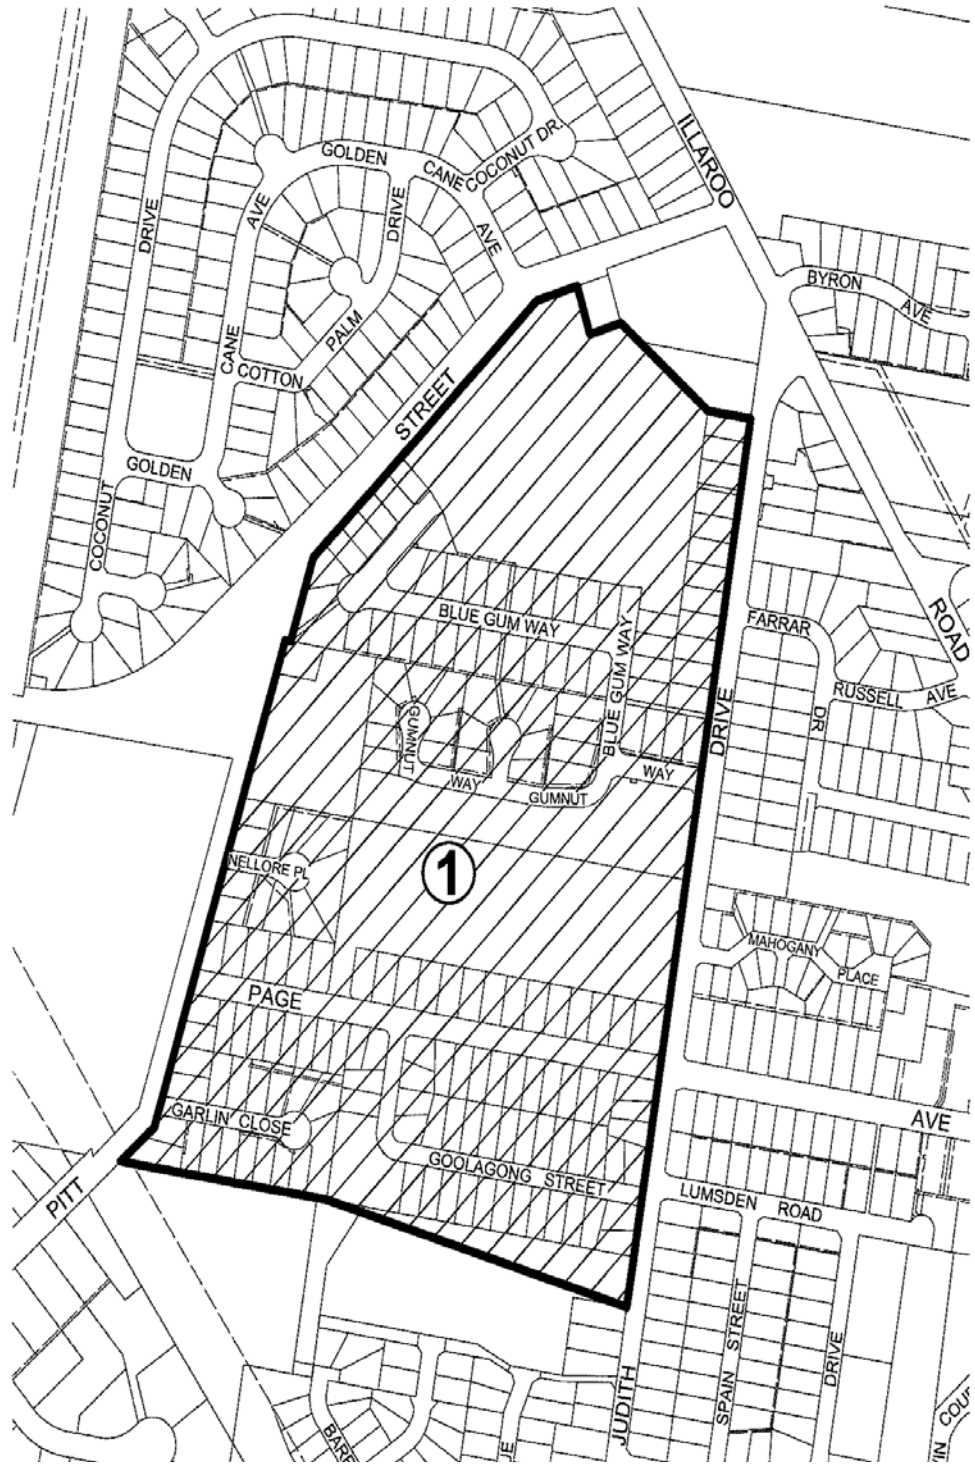 ILLAROO
GOLDEN
CANE
COCONUT DR.
DRIVE
AVE
DRIVE
AVE
BYRON
AVE
PALM
CANE
COTTON
STREET
GOLDEN
COCONUT
ROAD
BLUE GUM WAY
BLUE GUM WAY
FARRAR
RUSSELL AVE
DR
DRIVE
GUMNUT
WAY
GUMNUT
WAY
NELLORE PL
1
MAHOGANY
PLACE
PAGE
AVE
GARLIN CLOSE
GOOLAGONG STREET
PITT
LUMSDEN ROAD
SPAIN STREET
DRIVE
JUDITH